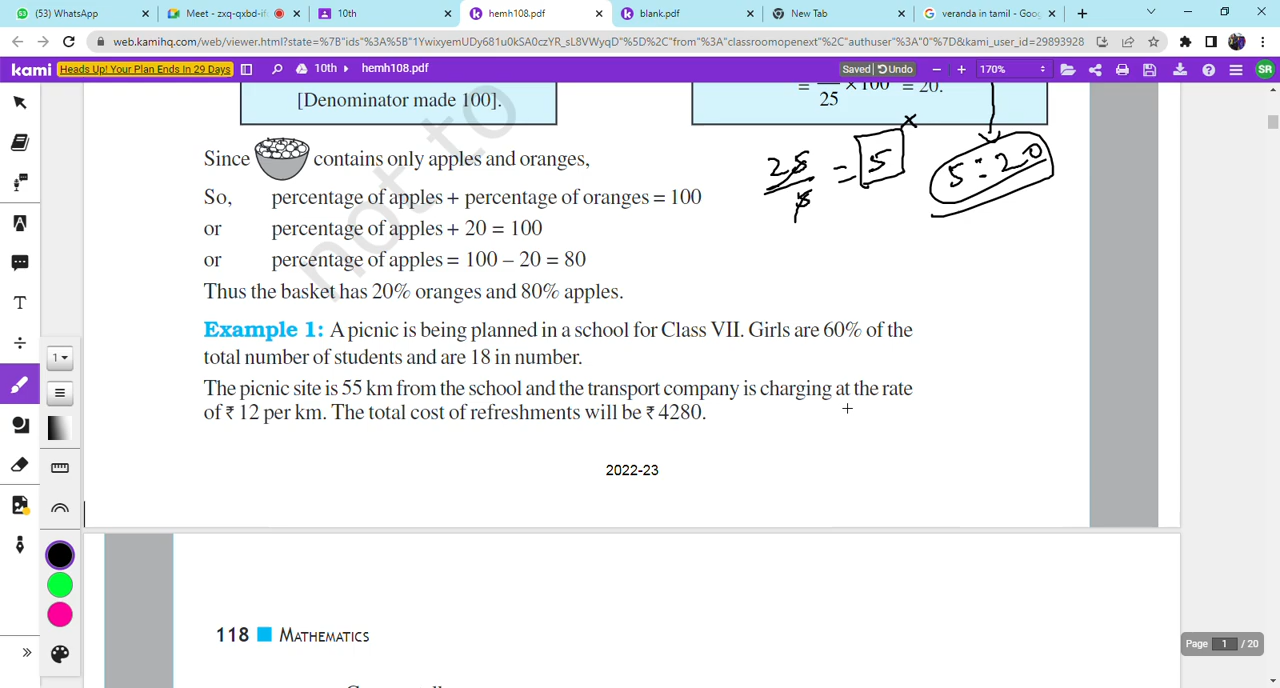 (53) WhatsApp
Meet - zxq-qxbd-if
10th
hemh108.pdf
blank.pdf
New Tab
veranda in tamil - Goo
web.kamihq.com/web/viewer.html?state=%7B"ids"%3A%5B"1YwixyemUDy681u0kSA0czYR_sL8VWyqD"%5D%2C"from"%3A"classroomopenext"%2C"authuser"%3A"0"%7D&kami_user_id=29893928
kami Heads Up! Your Plan Ends In 29 Days 10th hemh108.pdf Saved Undo 170% SR
[Denominator made 100].
= 25 ×100 = 20.
Since contains only apples and oranges,
25/5 = 5 x
5:20
So, percentage of apples + percentage of oranges = 100
or percentage of apples + 20 = 100
or percentage of apples = 100 – 20 = 80
Thus the basket has 20% oranges and 80% apples.
Example 1: A picnic is being planned in a school for Class VII. Girls are 60% of the
total number of students and are 18 in number.
The picnic site is 55 km from the school and the transport company is charging at the rate
of ₹ 12 per km. The total cost of refreshments will be ₹ 4280.
not to
2022-23
118 MATHEMATICS
Page 1 / 20